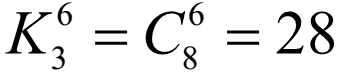 K_3^6 = C_8^6 = 28